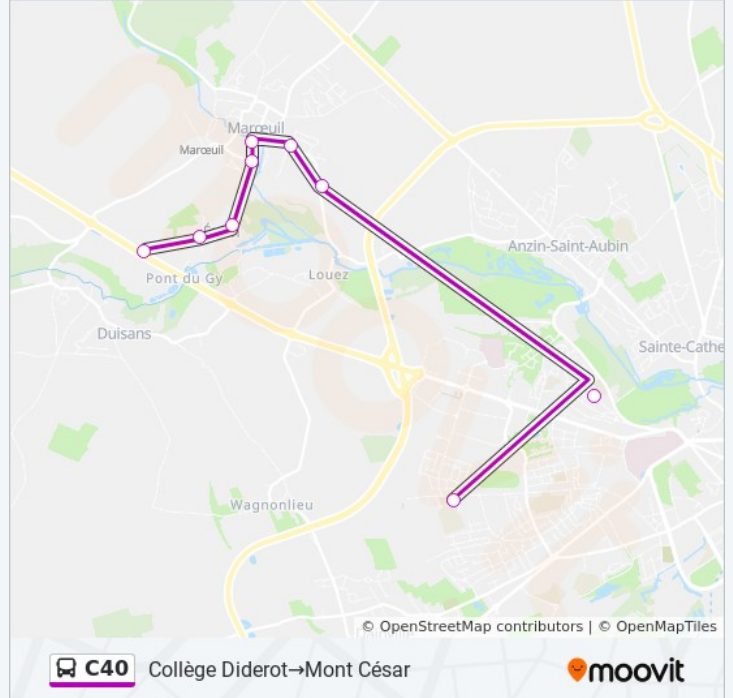 Marœuil
Marœuil
Anzin-Saint-Aubin
Louez
Pont du Gy
Duisans
Sainte-Cathe
Wagnonlieu
© OpenStreetMap contributors | © OpenMapTiles
C40 Collège Diderot→Mont César
moovit